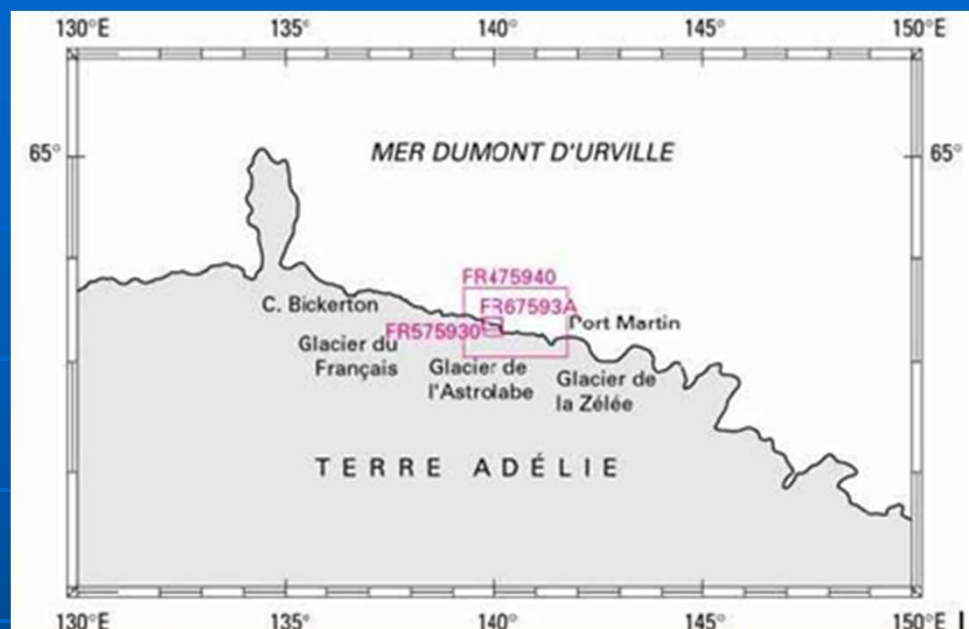 130°E 135° 140° 145° 150°E
65° MER DUMONT D'URVILLE 65°
FR475940
FR67593A
C. Bickerton
FR575930
Port Martin
Glacier du
Français
Glacier de
l'Astrolabe
Glacier de
la Zélée
TERRE ADÉLIE
130°E 135° 140° 145° 150°E